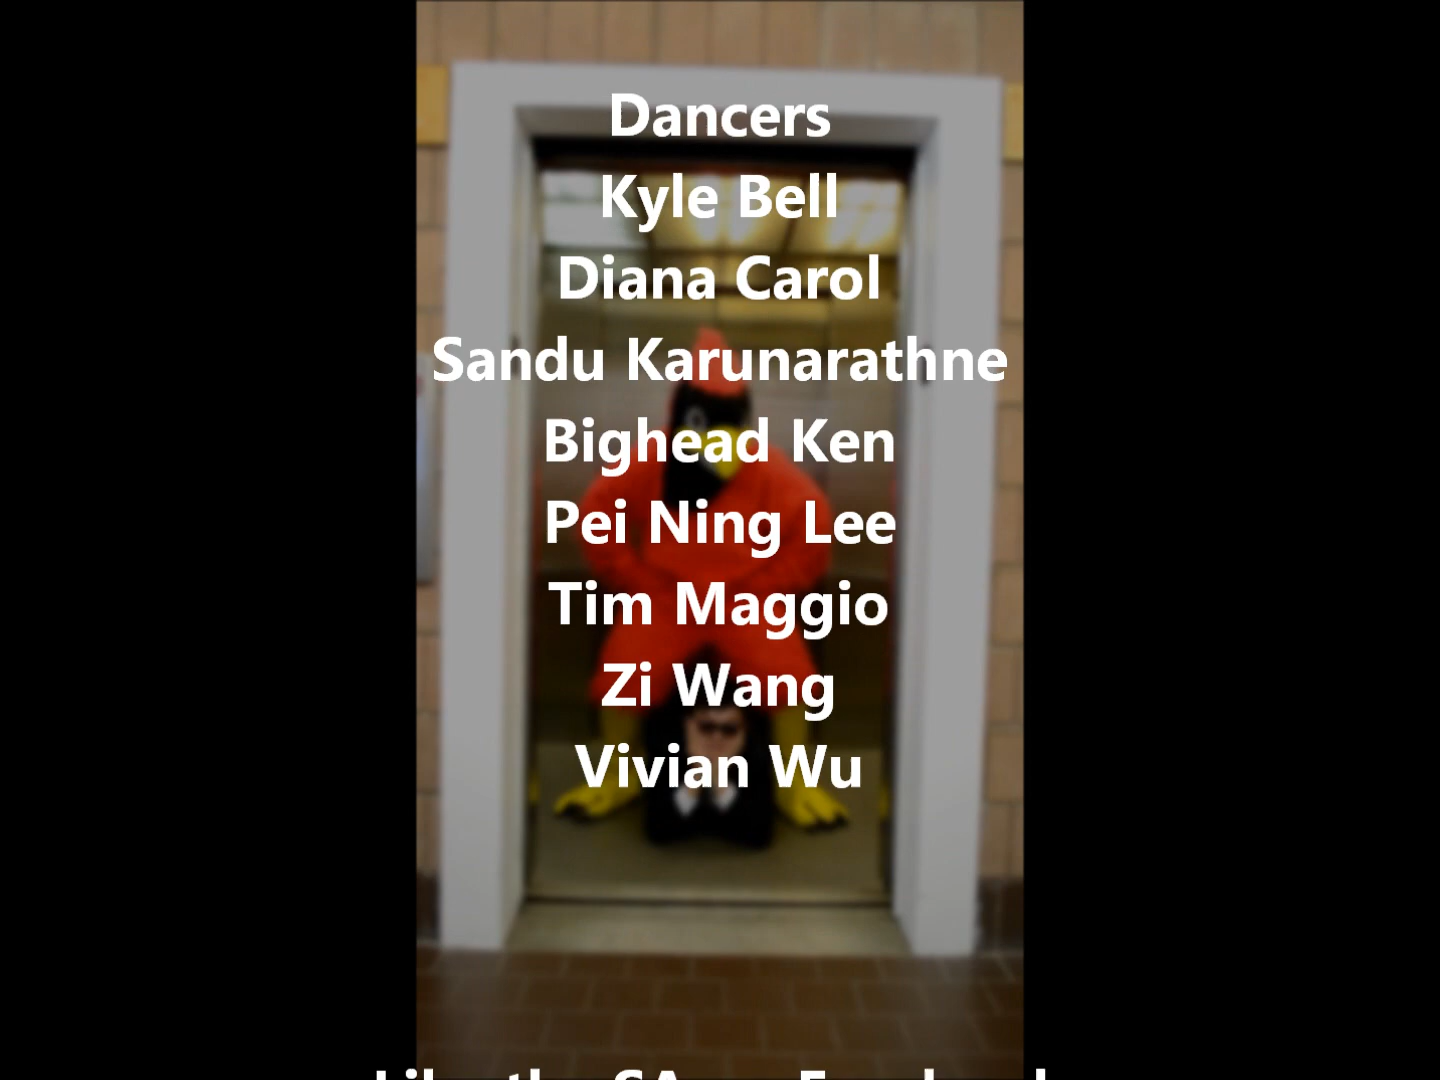 Dancers
Kyle Bell
Diana Carol
Sandu Karunarathne
Bighead Ken
Pei Ning Lee
Tim Maggio
Zi Wang
Vivian Wu